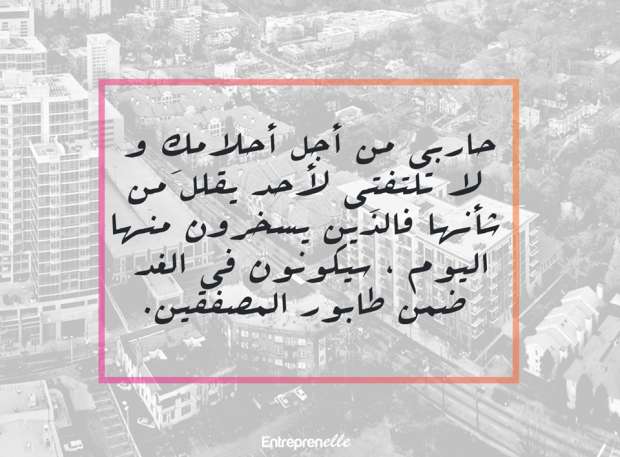 حاربي من أجل أحلامكِ و
لا تلتفتي لأحد يقلل من
شأنها فالذين يسخرون منها
اليوم ، سيكونون في الغد
ضمن طابور المصفقين.
Entreprenelle